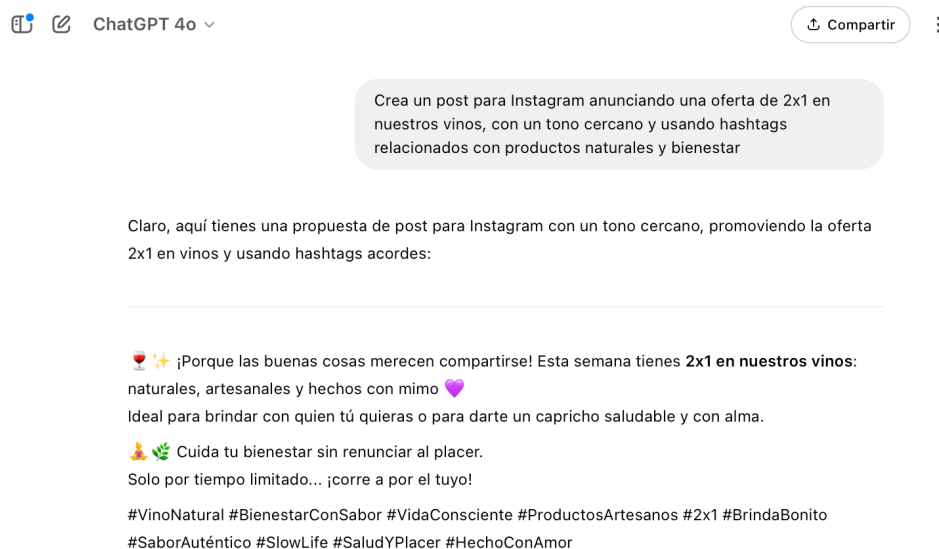 ChatGPT 4o
Compartir
Crea un post para Instagram anunciando una oferta de 2x1 en
nuestros vinos, con un tono cercano y usando hashtags
relacionados con productos naturales y bienestar
Claro, aquí tienes una propuesta de post para Instagram con un tono cercano, promoviendo la oferta
2x1 en vinos y usando hashtags acordes:
🍷✨ ¡Porque las buenas cosas merecen compartirse! Esta semana tienes 2x1 en nuestros vinos:
naturales, artesanales y hechos con mimo 💜
Ideal para brindar con quien tú quieras o para darte un capricho saludable y con alma.
🧘🌿 Cuida tu bienestar sin renunciar al placer.
Solo por tiempo limitado... ¡corre a por el tuyo!
#VinoNatural #BienestarConSabor #VidaConsciente #ProductosArtesanos #2x1 #BrindaBonito
#SaborAuténtico #SlowLife #SaludYPlacer #HechoConAmor